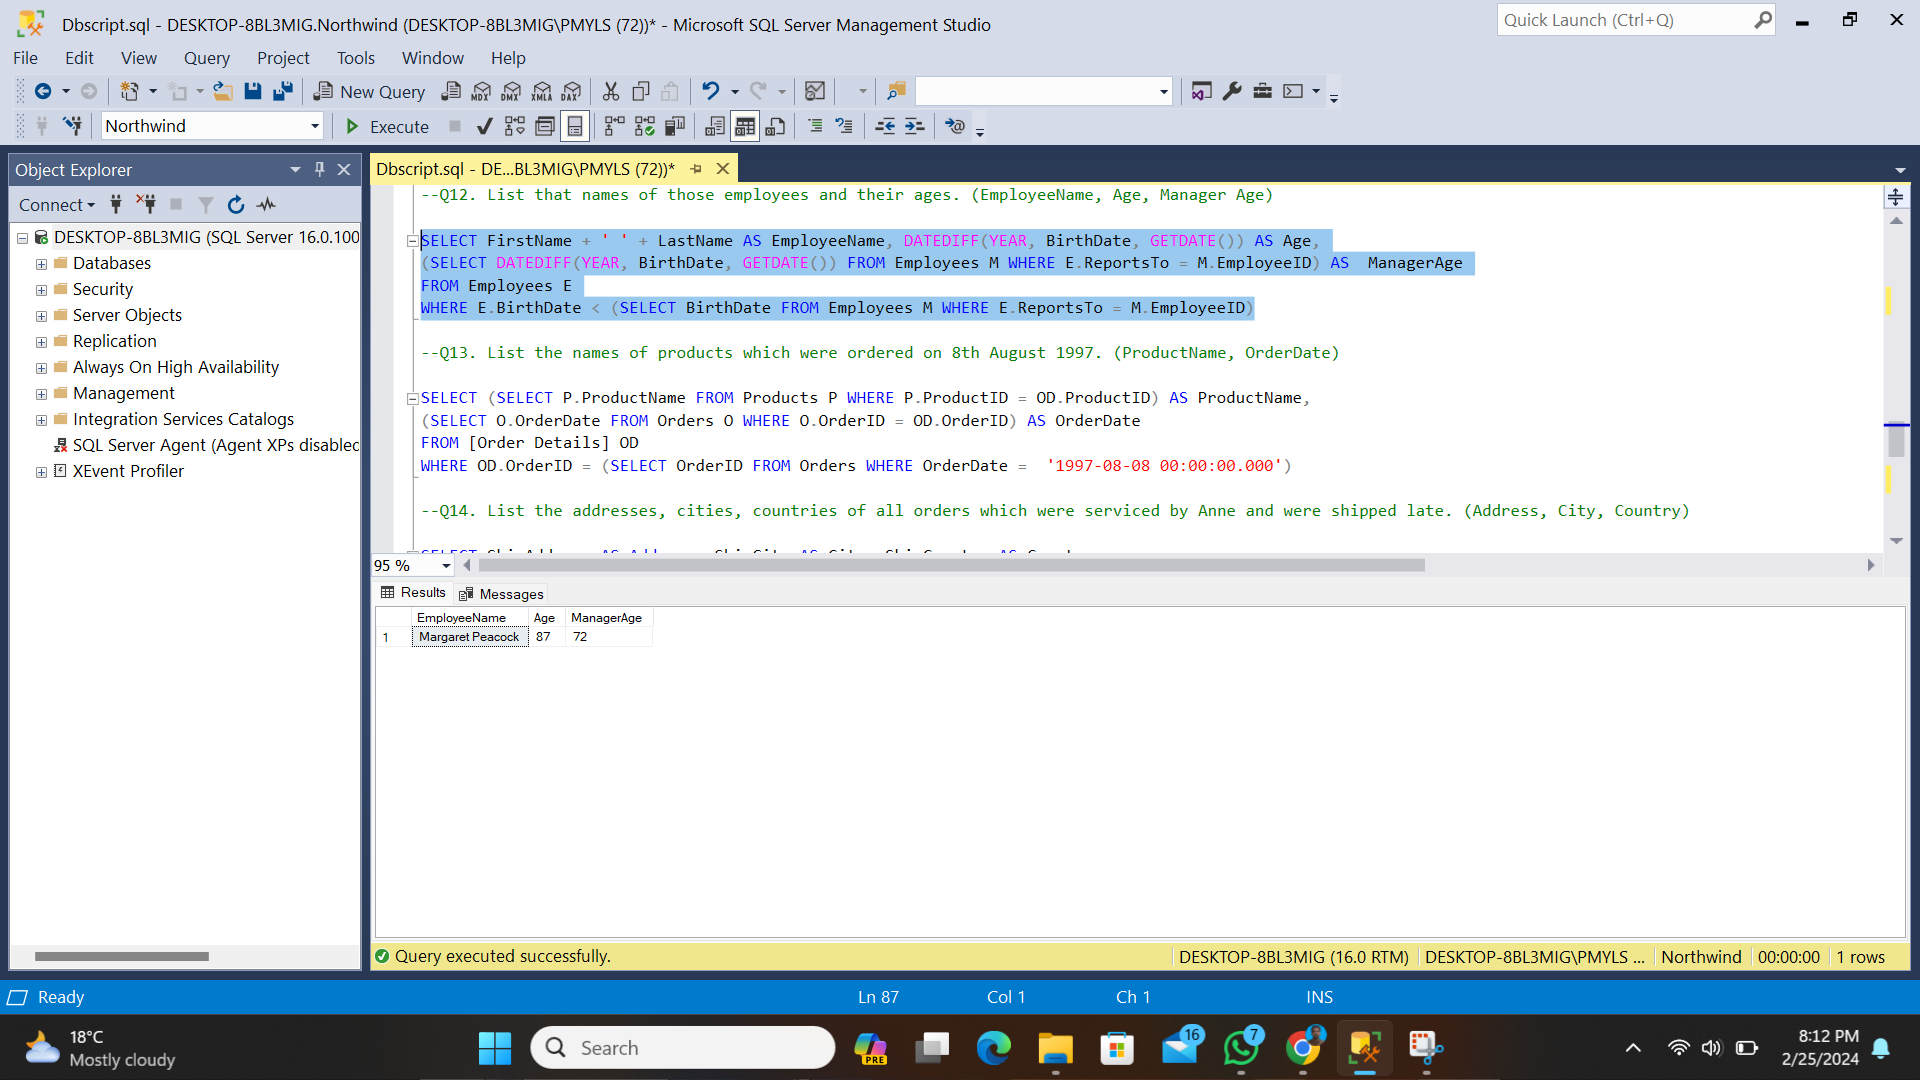 Dbscript.sql - DESKTOP-8BL3MIG.Northwind (DESKTOP-8BL3MIG\PMYLS (72))* - Microsoft SQL Server Management Studio
Quick Launch (Ctrl+Q)
File Edit View Query Project Tools Window Help
New Query MDX DMX XMLA DAX
Northwind Execute
Object Explorer
Dbscript.sql - DE...BL3MIG\PMYLS (72))*
Connect
DESKTOP-8BL3MIG (SQL Server 16.0.100
Databases
Security
Server Objects
Replication
Always On High Availability
Management
Integration Services Catalogs
SQL Server Agent (Agent XPs disabled
XEvent Profiler
--Q12. List that names of those employees and their ages. (EmployeeName, Age, Manager Age)
SELECT FirstName + ' ' + LastName AS EmployeeName, DATEDIFF(YEAR, BirthDate, GETDATE()) AS Age,
(SELECT DATEDIFF(YEAR, BirthDate, GETDATE()) FROM Employees M WHERE E.ReportsTo = M.EmployeeID) AS  ManagerAge
FROM Employees E
WHERE E.BirthDate < (SELECT BirthDate FROM Employees M WHERE E.ReportsTo = M.EmployeeID)
--Q13. List the names of products which were ordered on 8th August 1997. (ProductName, OrderDate)
SELECT (SELECT P.ProductName FROM Products P WHERE P.ProductID = OD.ProductID) AS ProductName,
(SELECT O.OrderDate FROM Orders O WHERE O.OrderID = OD.OrderID) AS OrderDate
FROM [Order Details] OD
WHERE OD.OrderID = (SELECT OrderID FROM Orders WHERE OrderDate =  '1997-08-08 00:00:00.000')
--Q14. List the addresses, cities, countries of all orders which were serviced by Anne and were shipped late. (Address, City, Country)
95 %
Results Messages
EmployeeName Age ManagerAge
1 Margaret Peacock 87 72
Query executed successfully.
DESKTOP-8BL3MIG (16.0 RTM) DESKTOP-8BL3MIG\PMYLS ... Northwind 00:00:00 1 rows
Ready Ln 87 Col 1 Ch 1 INS
18°C
Mostly cloudy
Search
PRE
16
7
8:12 PM
2/25/2024